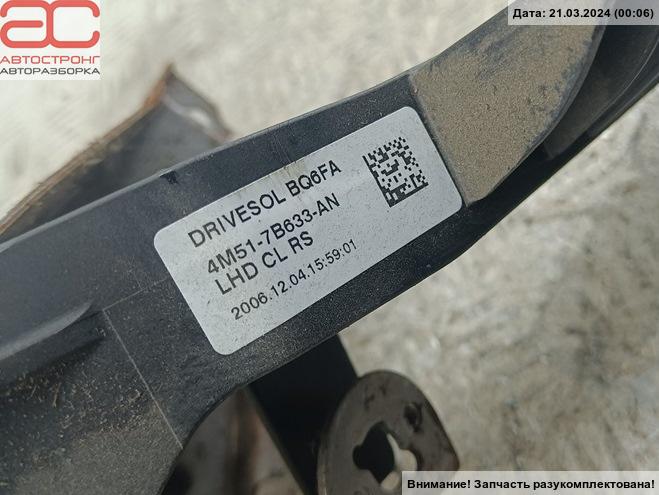 Дата: 21.03.2024 (00:06)
АС
АВТОСТРОНГ
АВТОРАЗБОРКА
DRIVESOL BQ6FA
4M51-7B633-AN
LHD CL RS
2006.12.04.15:59:01
Внимание! Запчасть разукомплектована!